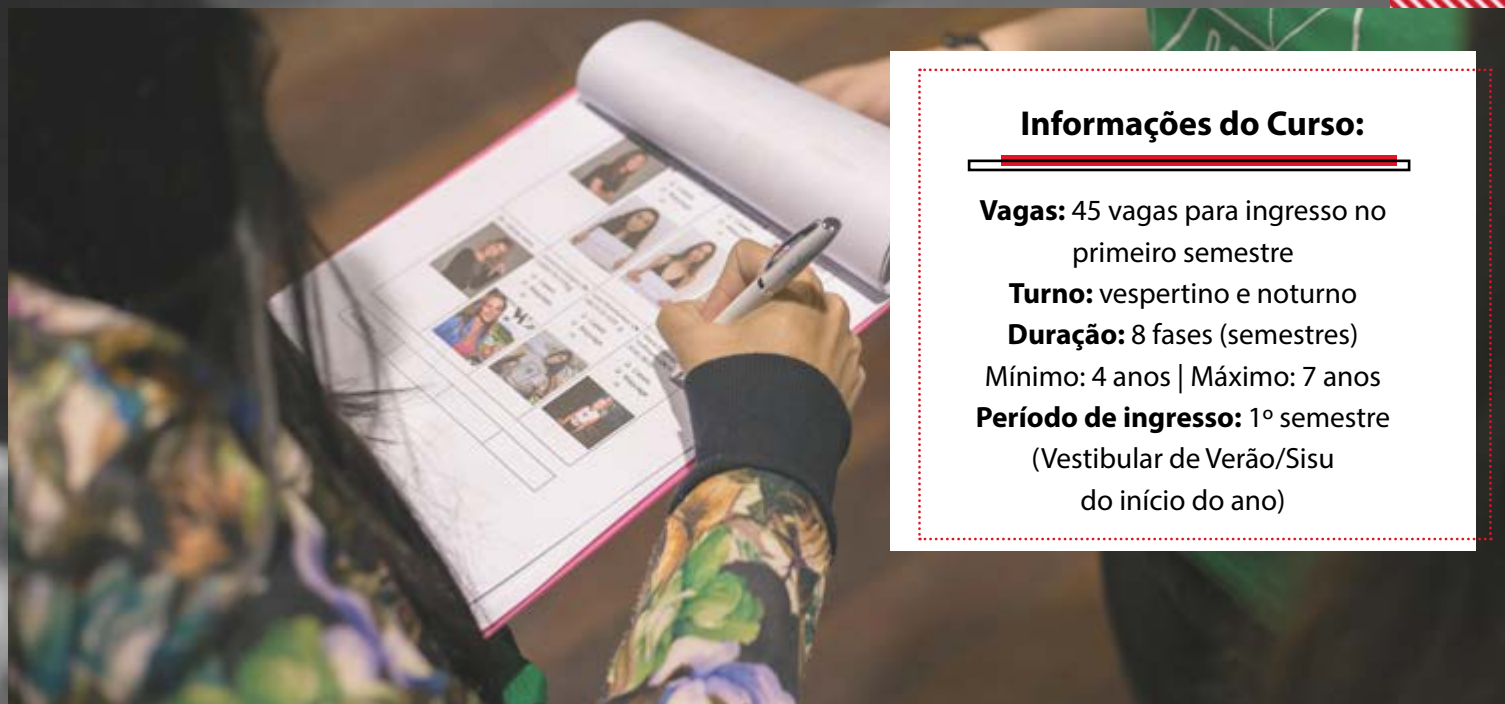 Informações do Curso:
Vagas: 45 vagas para ingresso no
primeiro semestre
Turno: vespertino e noturno
Duração: 8 fases (semestres)
Mínimo: 4 anos | Máximo: 7 anos
Período de ingresso: 1º semestre
(Vestibular de Verão/Sisu
do início do ano)